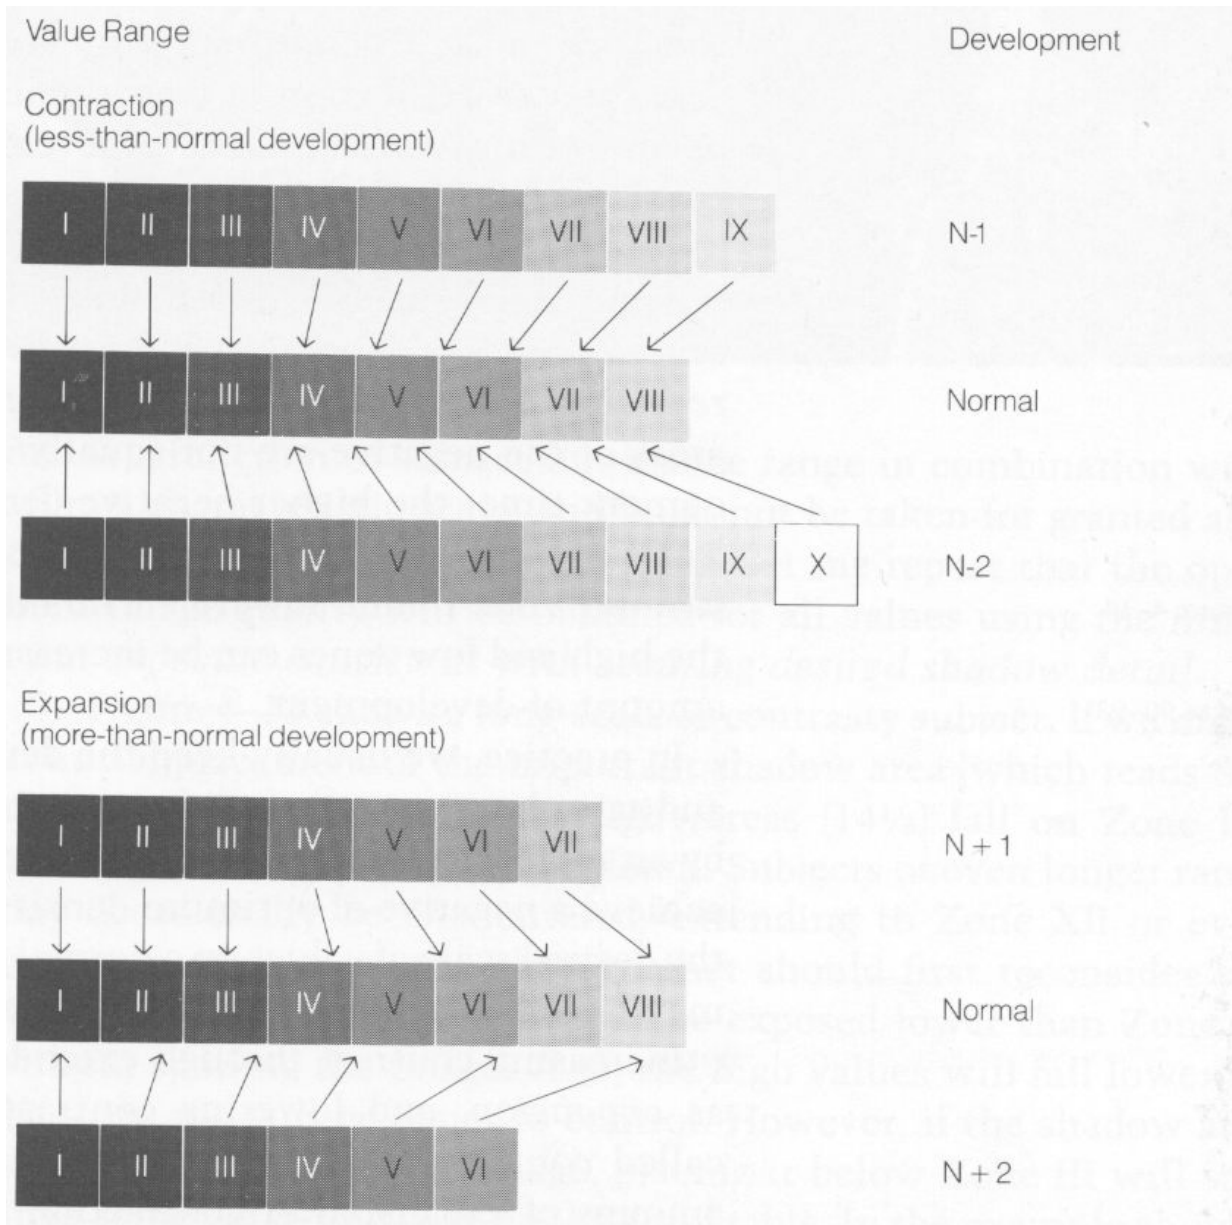 Value Range Development
Contraction
(less-than-normal development)
I II III IV V VI VII VIII IX N-1
I II III IV V VI VII VIII Normal
I II III IV V VI VII VIII IX X N-2
Expansion
(more-than-normal development)
I II III IV V VI VII N + 1
I II III IV V VI VII VIII Normal
I II III IV V VI N + 2